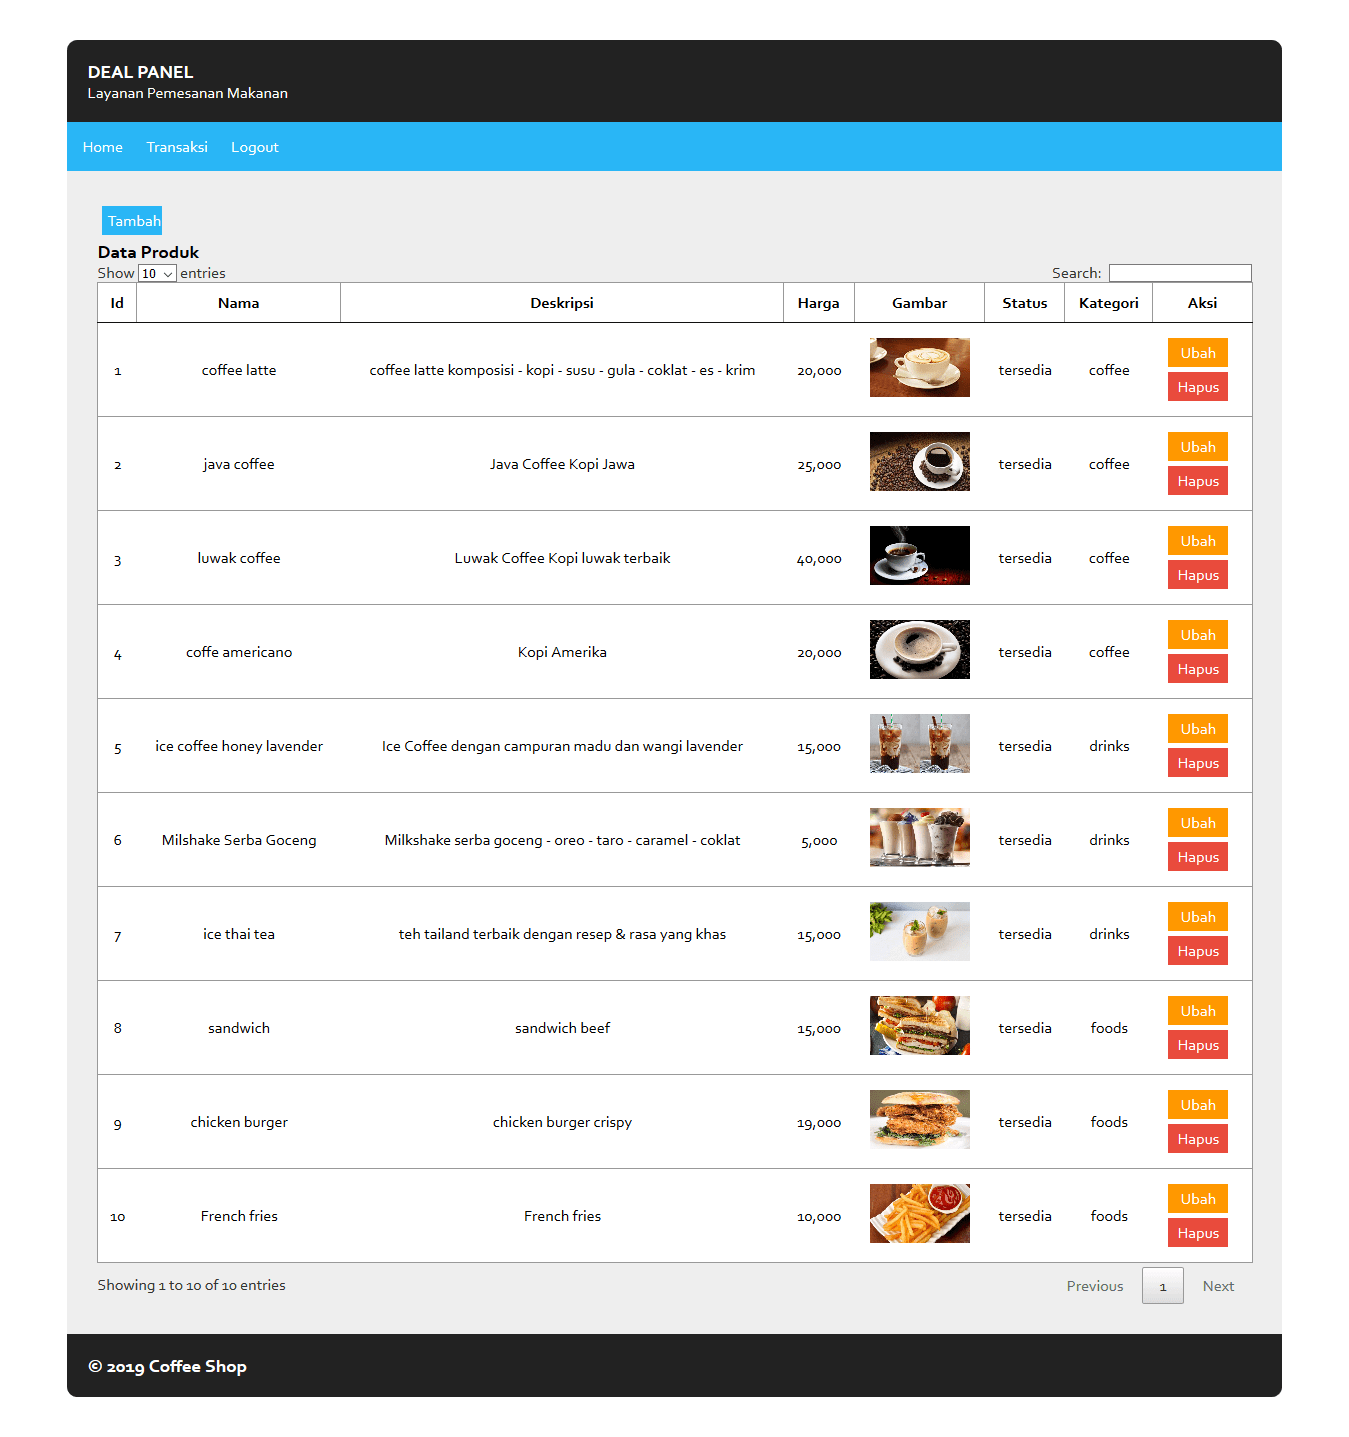 DEAL PANEL
Layanan Pemesanan Makanan
Home Transaksi Logout
Tambah
Data Produk
Show 10 entries Search:
Id Nama Deskripsi Harga Gambar Status Kategori Aksi
1 coffee latte coffee latte komposisi - kopi - susu - gula - coklat - es - krim 20,000 tersedia coffee Ubah
Hapus
2 java coffee Java Coffee Kopi Jawa 25,000 tersedia coffee Ubah
Hapus
3 luwak coffee Luwak Coffee Kopi luwak terbaik 40,000 tersedia coffee Ubah
Hapus
4 coffe americano Kopi Amerika 20,000 tersedia coffee Ubah
Hapus
5 ice coffee honey lavender Ice Coffee dengan campuran madu dan wangi lavender 15,000 tersedia drinks Ubah
Hapus
6 Milshake Serba Goceng Milkshake serba goceng - oreo - taro - caramel - coklat 5,000 tersedia drinks Ubah
Hapus
7 ice thai tea teh tailand terbaik dengan resep & rasa yang khas 15,000 tersedia drinks Ubah
Hapus
8 sandwich sandwich beef 15,000 tersedia foods Ubah
Hapus
9 chicken burger chicken burger crispy 19,000 tersedia foods Ubah
Hapus
10 French fries French fries 10,000 tersedia foods Ubah
Hapus
Showing 1 to 10 of 10 entries Previous 1 Next
© 2019 Coffee Shop